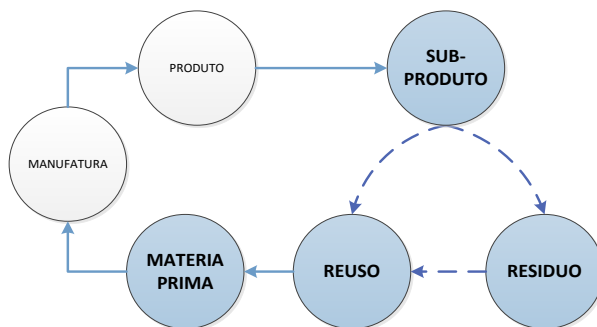 PRODUTO
SUB-
PRODUTO
MANUFATURA
MATERIA
PRIMA
REUSO
RESIDUO